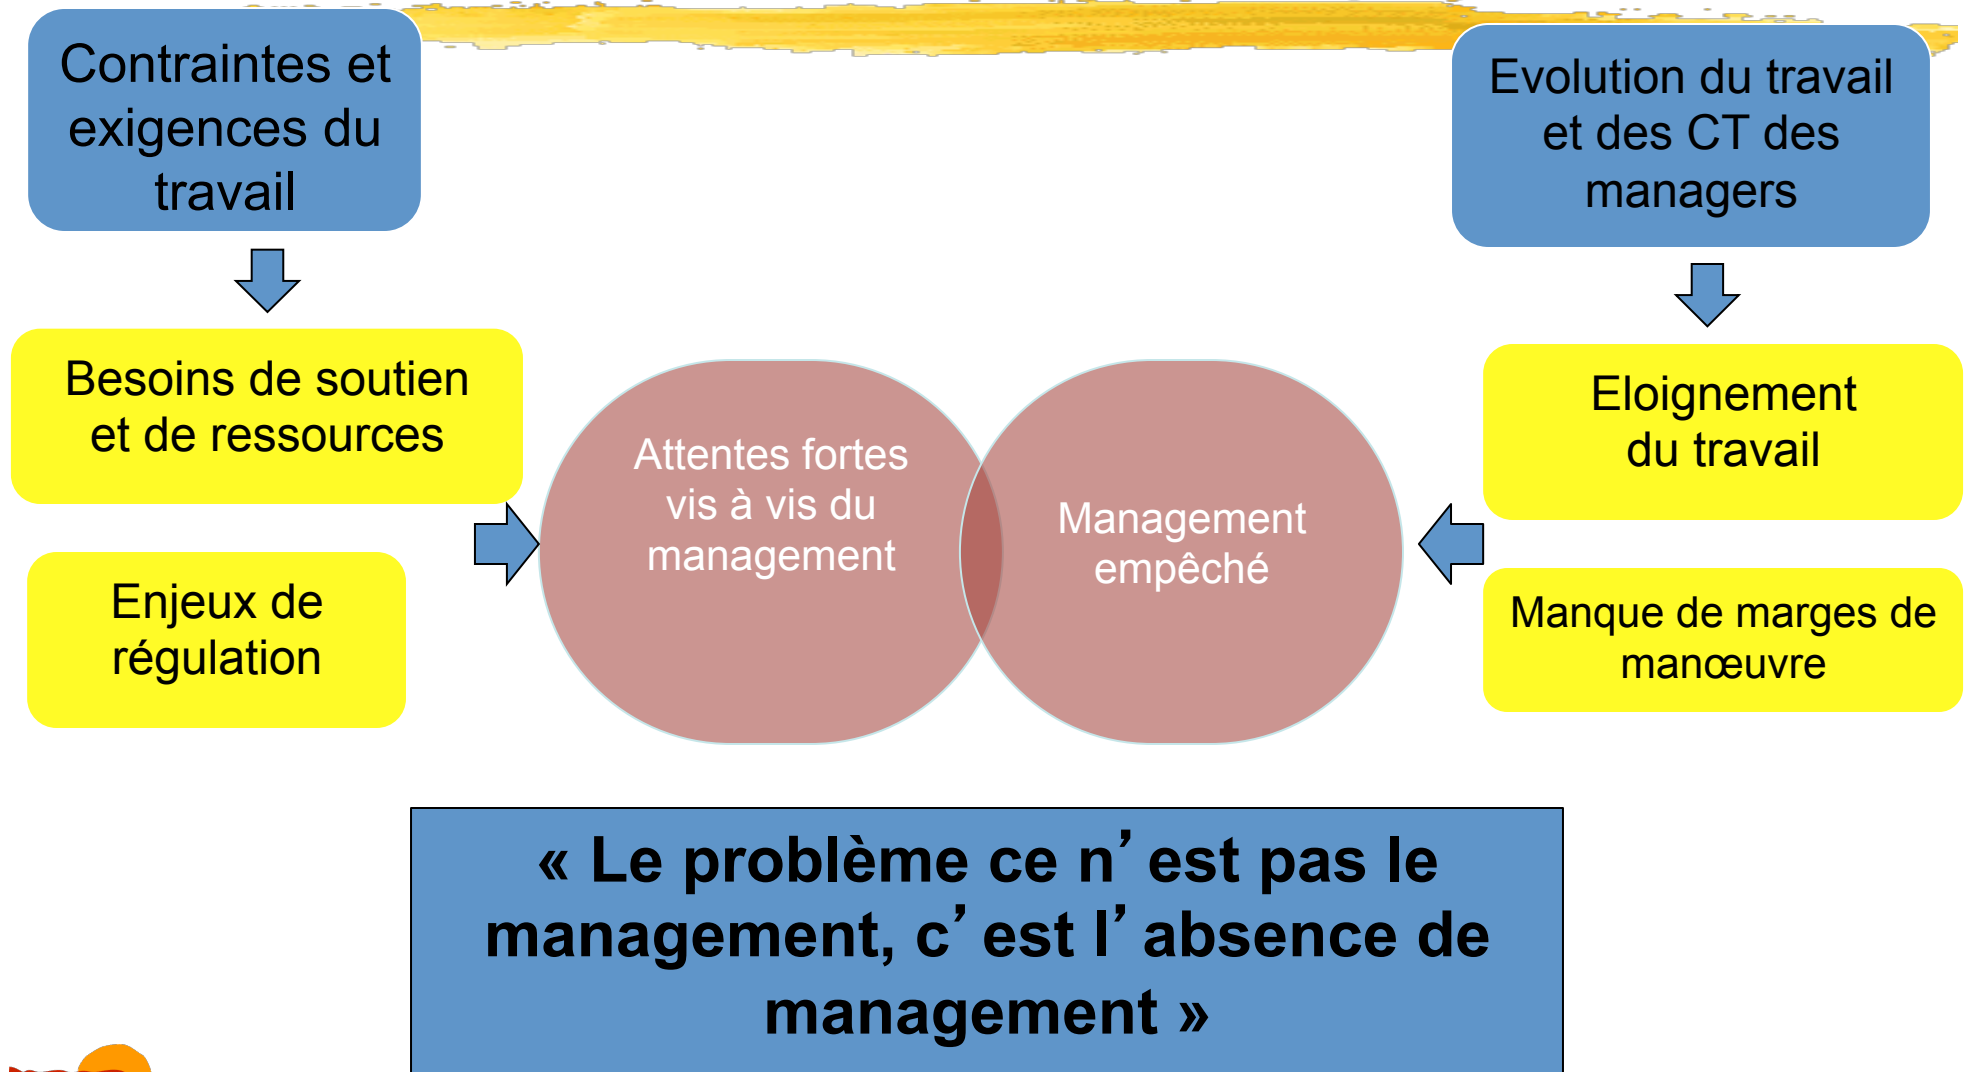 Contraintes et
exigences du
travail
Evolution du travail
et des CT des
managers
Besoins de soutien
et de ressources
Eloignement
du travail
Attentes fortes
vis à vis du
management
Management
empêché
Enjeux de
régulation
Manque de marges de
manœuvre
« Le problème ce n’ est pas le
management, c’ est l’ absence de
management »